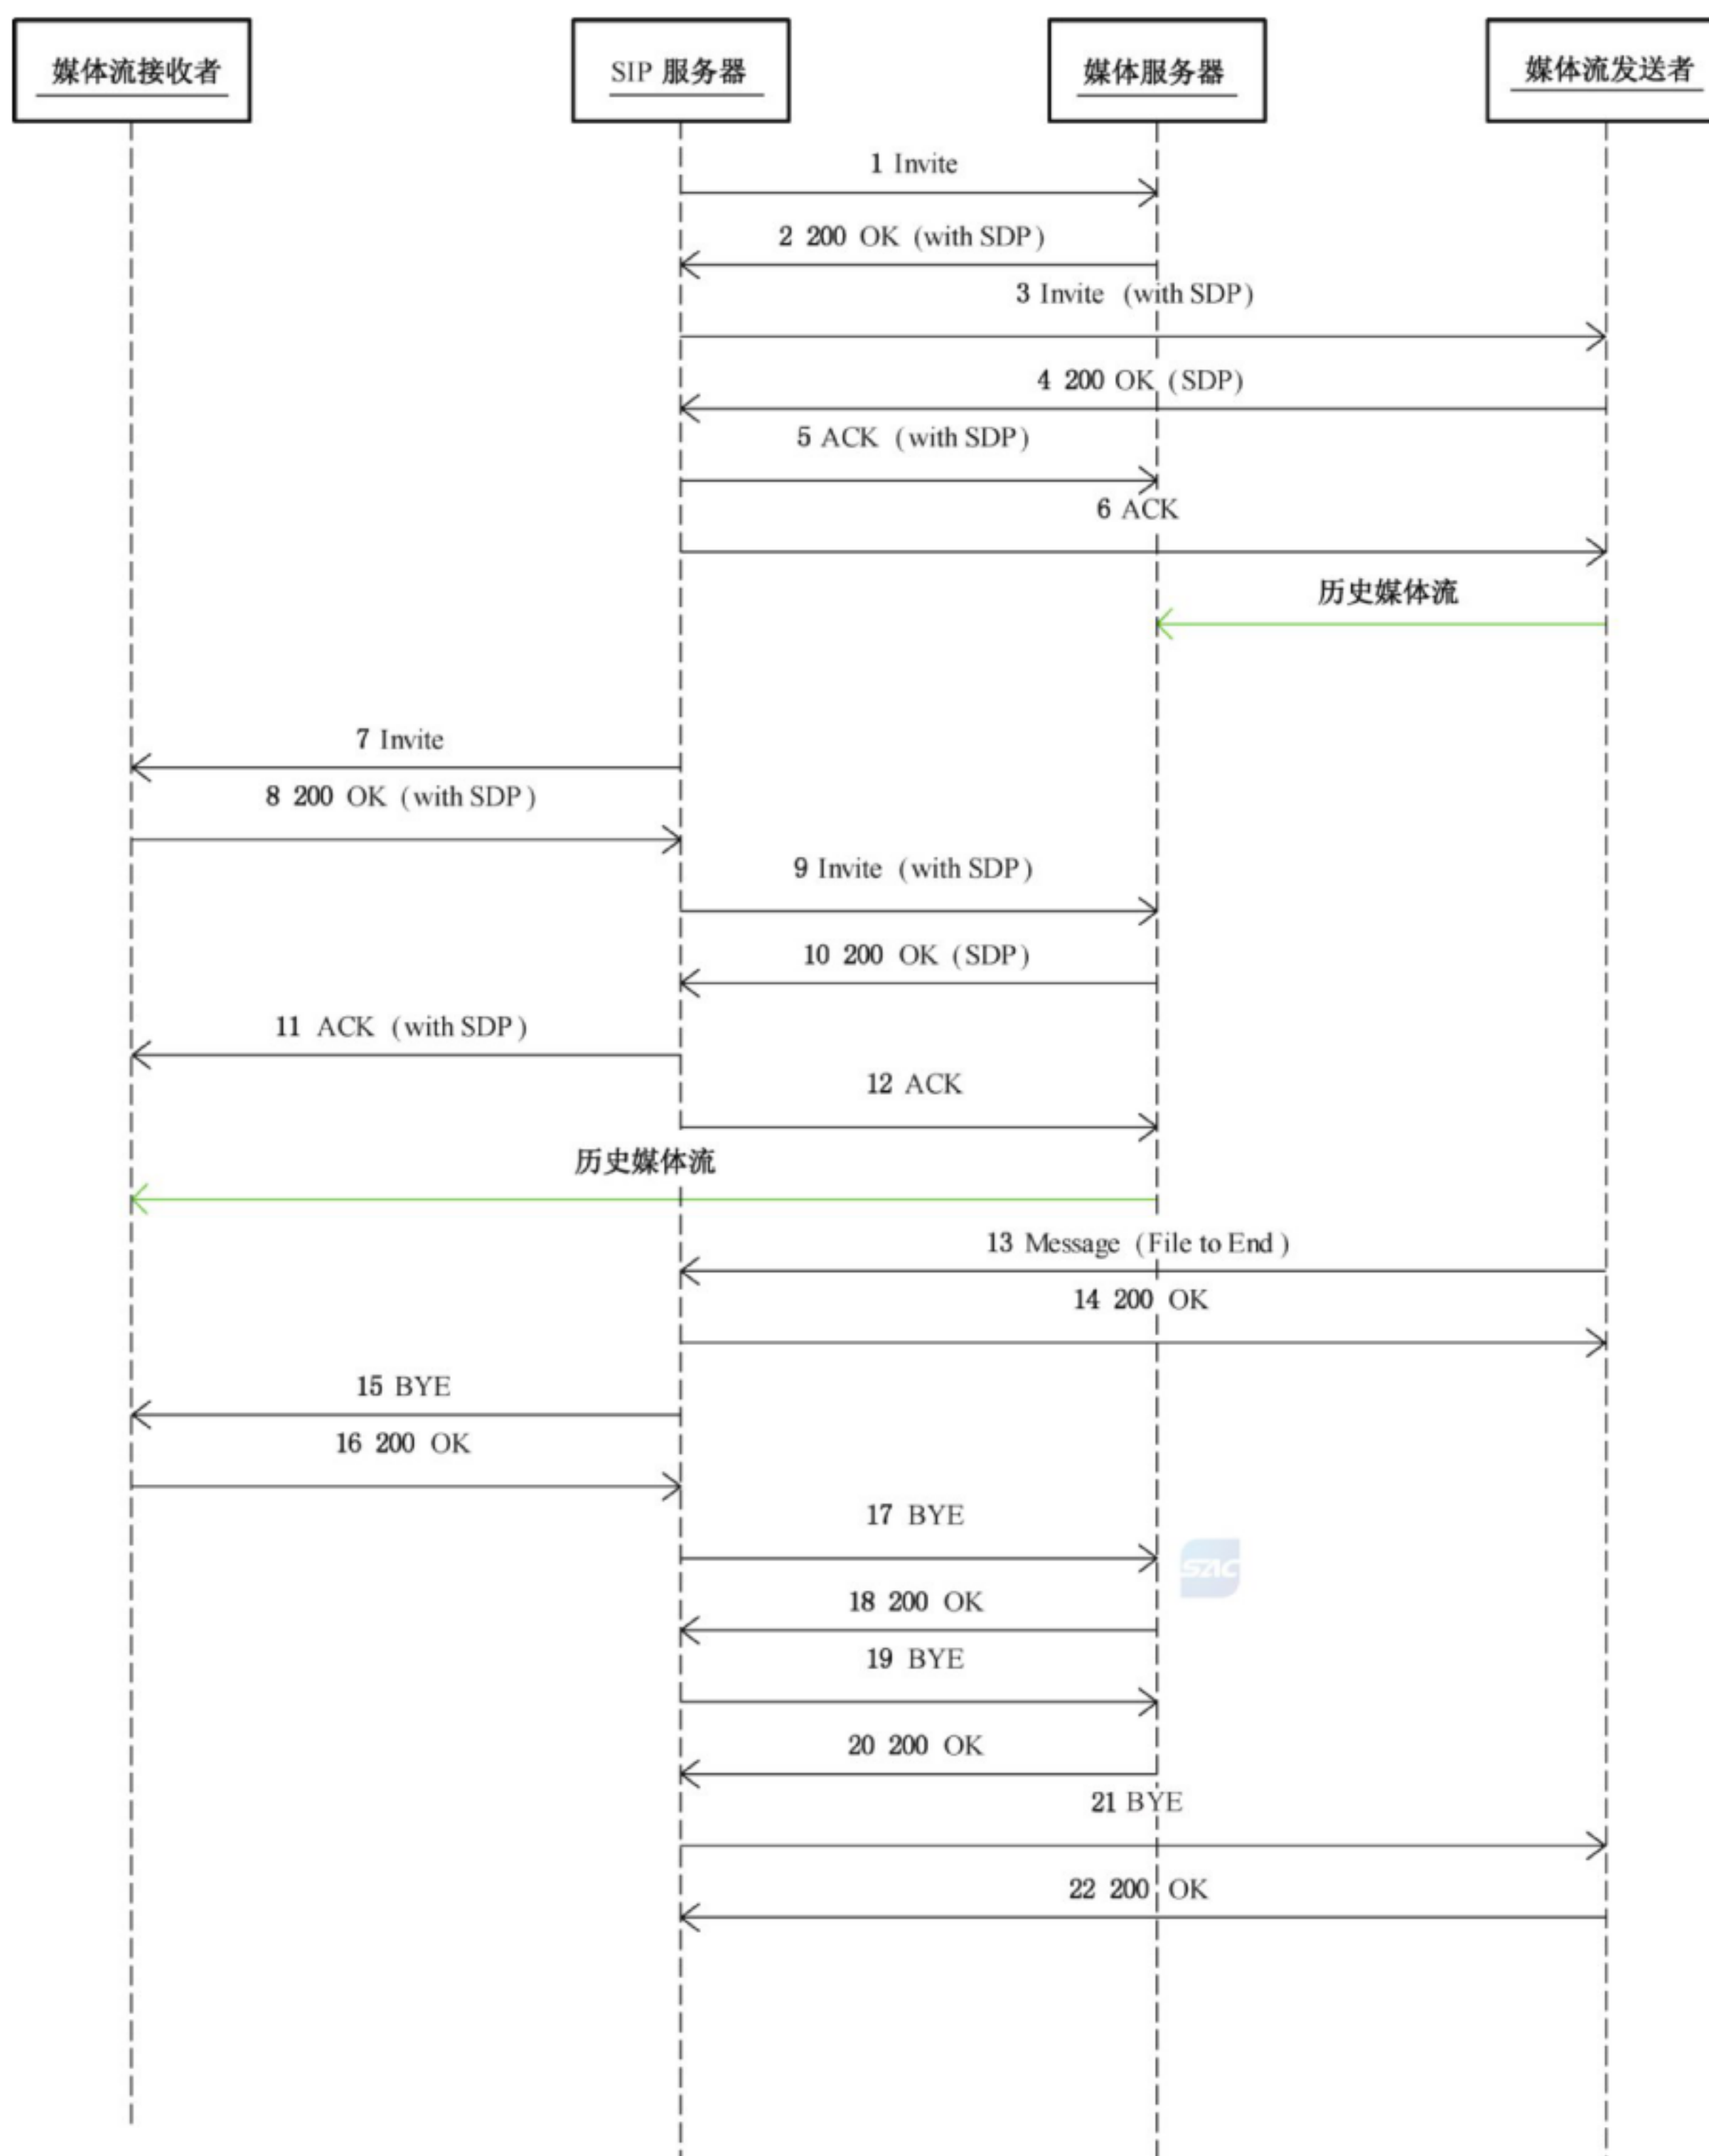 媒体流接收者
SIP 服务器
媒体服务器
媒体流发送者
1 Invite
2 200 OK (with SDP)
3 Invite (with SDP)
4 200 OK (SDP)
5 ACK (with SDP)
6 ACK
历史媒体流
7 Invite
8 200 OK (with SDP)
9 Invite (with SDP)
10 200 OK (SDP)
11 ACK (with SDP)
12 ACK
历史媒体流
13 Message (File to End)
14 200 OK
15 BYE
16 200 OK
17 BYE
SAC
18 200 OK
19 BYE
20 200 OK
21 BYE
22 200 OK